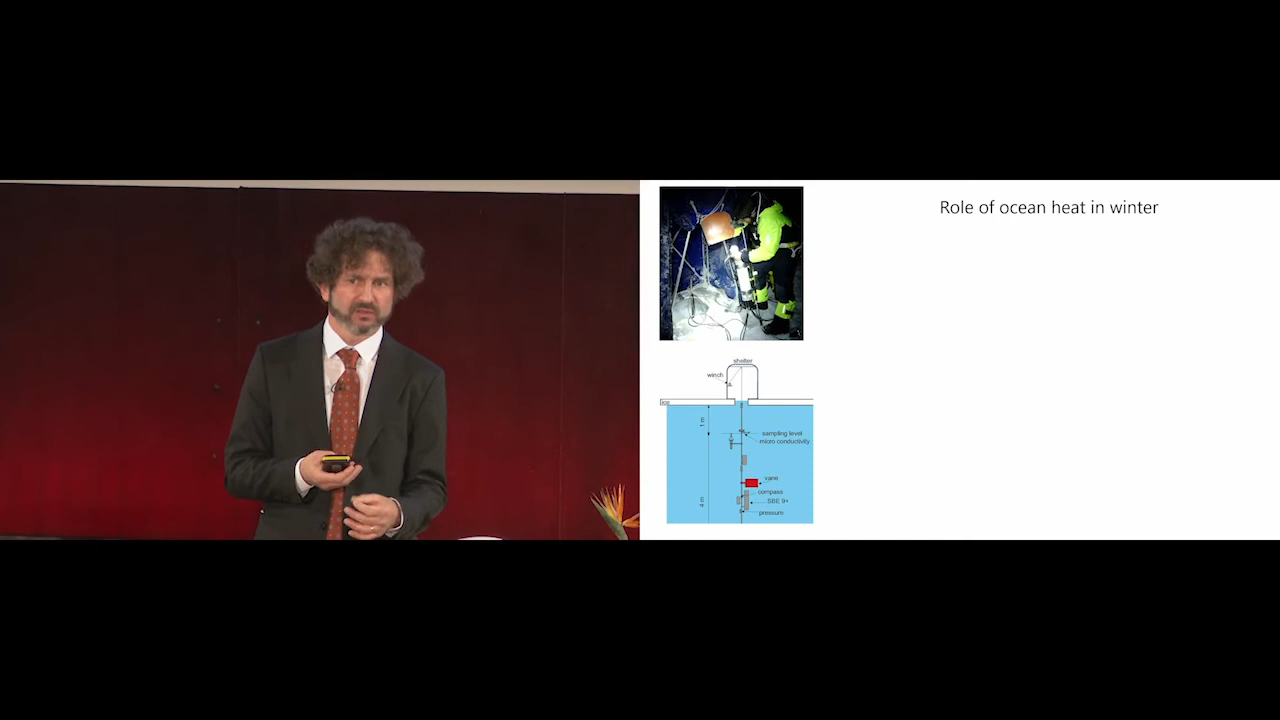 Role of ocean heat in winter
shelter
winch
ice
1 m
sampling level
micro conductivity
vane
compass
SBE 9+
4 m
pressure